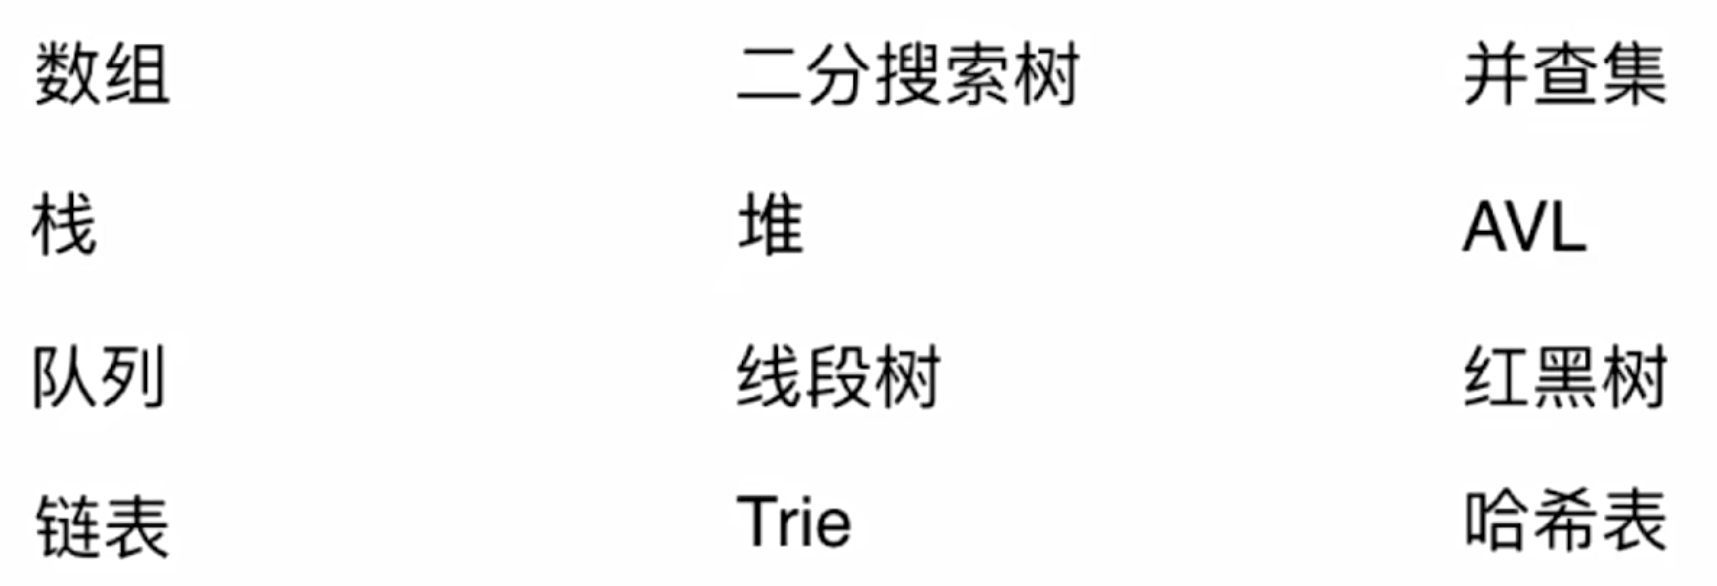 数组 二分搜索树 并查集
栈 堆 AVL
队列 线段树 红黑树
链表 Trie 哈希表